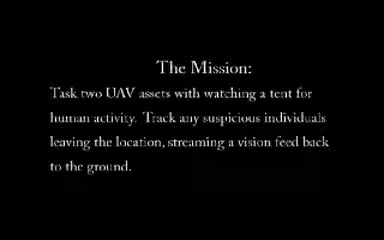 The Mission:
Task two UAV assets with watching a tent for
human activity.  Track any suspicious individuals
leaving the location, streaming a vision feed back
to the ground.